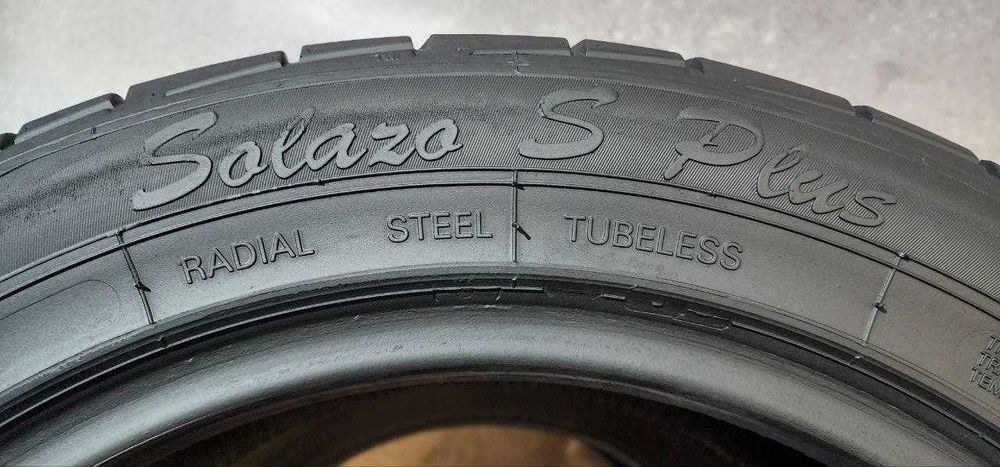 Solazo S Plus
RADIAL STEEL TUBELESS